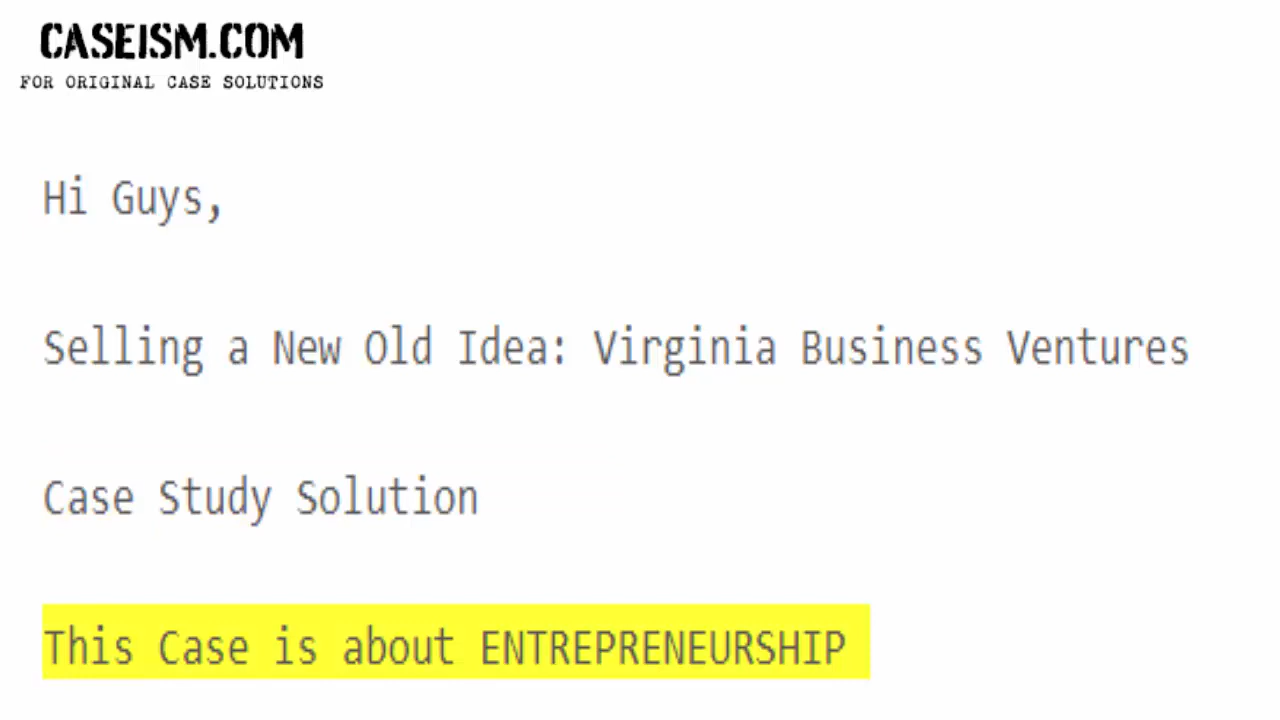 CASEISM.COM
FOR ORIGINAL CASE SOLUTIONS
Hi Guys,
Selling a New Old Idea: Virginia Business Ventures
Case Study Solution
This Case is about ENTREPRENEURSHIP